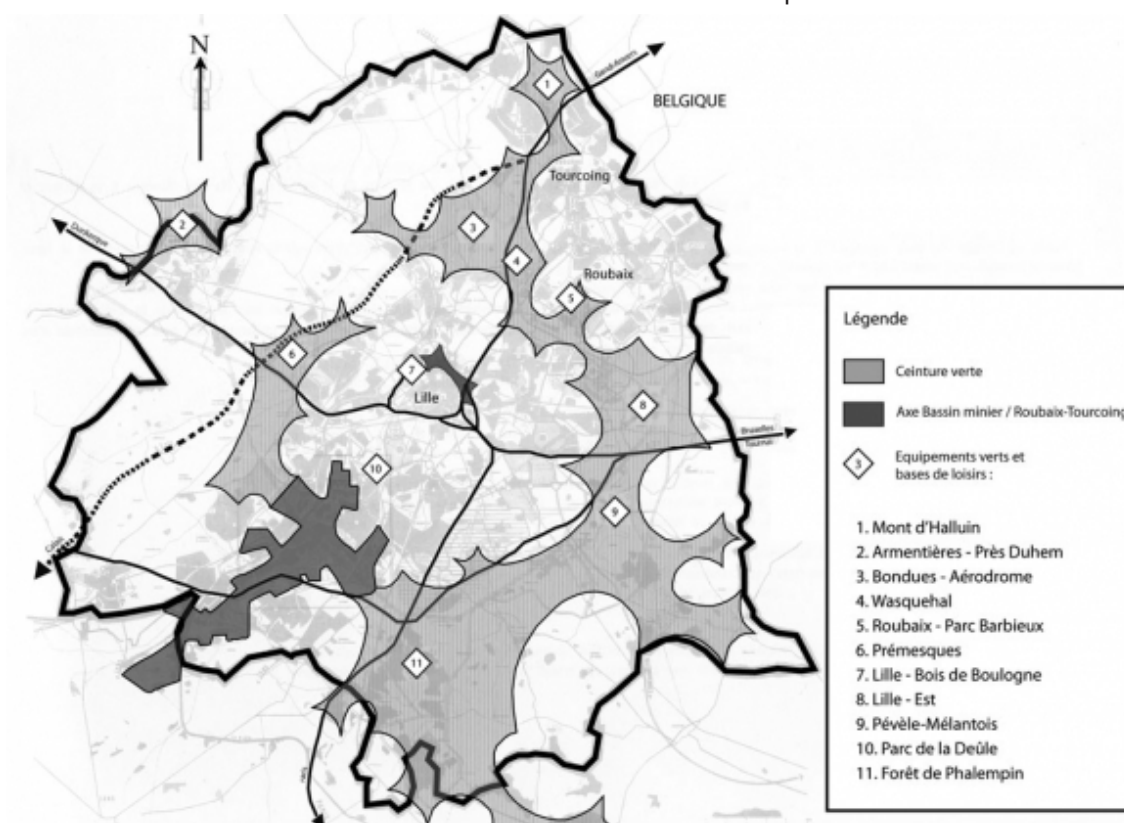 N
1
Gand-Anvers
BELGIQUE
Tourcoing
2
3
Dunkerque
4
Roubaix
5
6
7
Lille
8
Bruxelles
Tournai
10
9
Calais
11
Légende
Ceinture verte
Axe Bassin minier / Roubaix-Tourcoing
3
Equipements verts et
bases de loisirs :
1. Mont d'Halluin
2. Armentières - Près Duhem
3. Bondues - Aérodrome
4. Wasquehal
5. Roubaix - Parc Barbieux
6. Prémesques
7. Lille - Bois de Boulogne
8. Lille - Est
9. Pévèle-Mélantois
10. Parc de la Deûle
11. Forêt de Phalempin